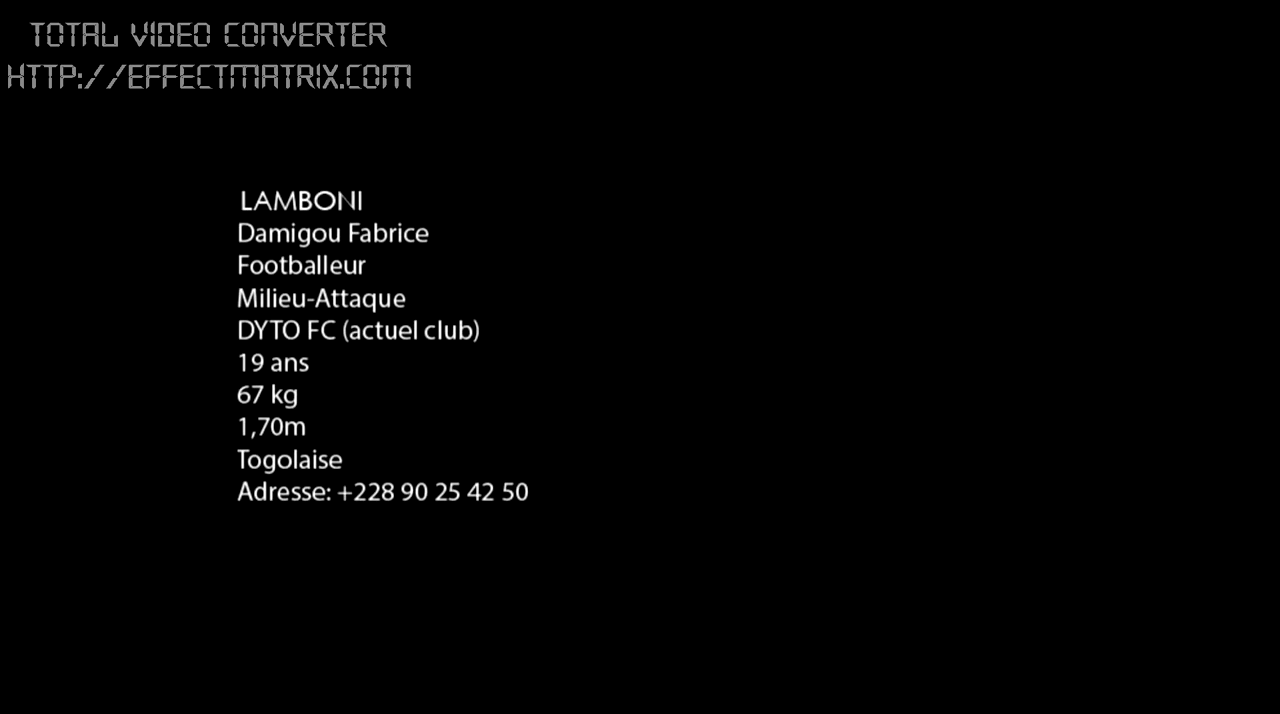 TOTAL VIDEO CONVERTER
HTTP://EFFECTMATRIX.COM
LAMBONI
Damigou Fabrice
Footballeur
Milieu-Attaque
DYTO FC (actuel club)
19 ans
67 kg
1,70m
Togolaise
Adresse: +228 90 25 42 50